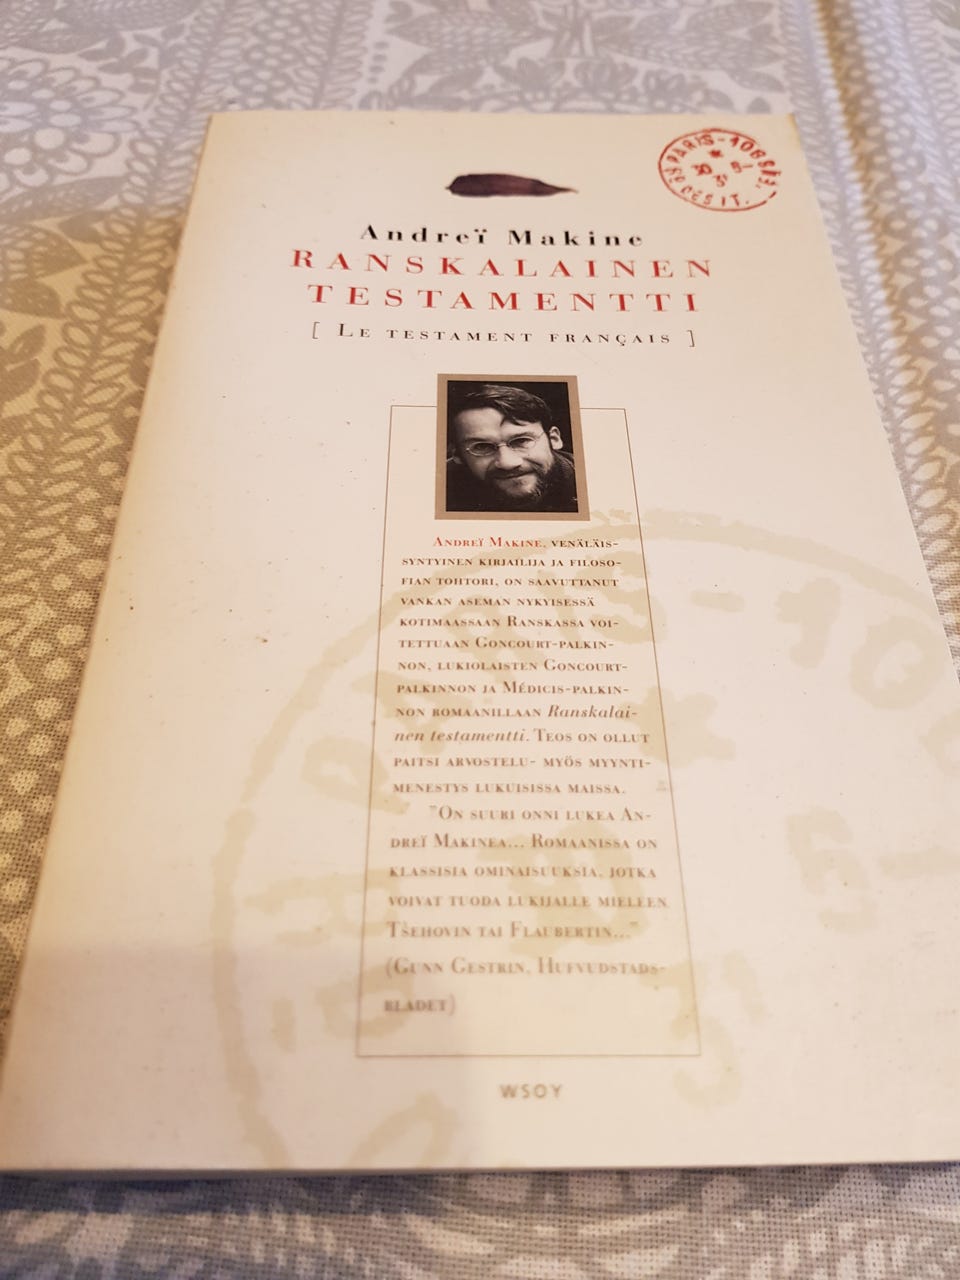 PARIS-106
Andreï Makine
RANSKALAINEN
TESTAMENTTI
[ LE TESTAMENT FRANÇAIS ]
ANDREÏ MAKINE, VENÄLÄIS-
SYNTYINEN KIRJAILIJA JA FILOSO-
FIAN TOHTORI, ON SAAVUTTANUT
VANKAN ASEMAN NYKYISESSÄ
KOTIMAASSAAN RANSKASSA VOI-
TETTUAAN GONCOURT-PALKIN-
NON, LUKIOLAISTEN GONCOURT-
PALKINNON JA MÉDICIS-PALKIN-
NON ROMAANILLAAN Ranskalai-
nen testamentti. TEOS ON OLLUT
PAITSI ARVOSTELU- MYÖS MYYNTI-
MENESTYS LUKUISISSA MAISSA.
"ON SUURI ONNI LUKEA AN-
DREÏ MAKINEA... ROMAANISSA ON
KLASSISIA OMINAISUUKSIA, JOTKA
VOIVAT TUODA LUKIJALLE MIELEEN
TŠEHOVIN TAI FLAUBERTIN..."
(GUNN GESTRIN, HUFVUDSTADS-
BLADET)
WSOY